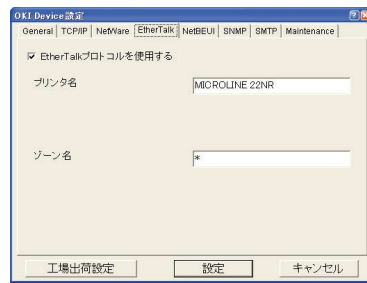 OKI Device設定
General TCP/IP NetWare EtherTalk NetBEUI SNMP SMTP Maintenance
EtherTalkプロトコルを使用する
プリンタ名 MICROLINE 22NR
ゾーン名 *
工場出荷設定 設定 キャンセル